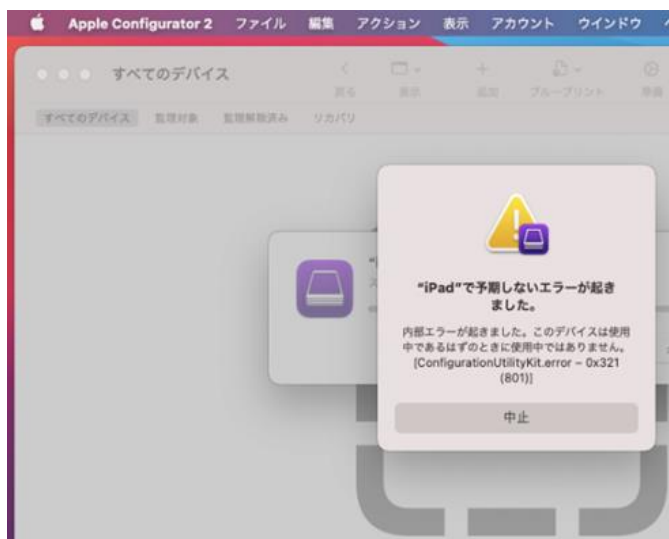 Apple Configurator 2 ファイル 編集 アクション 表示 アカウント ウインドウ
すべてのデバイス
戻る 表示 追加 ブループリント 準備
すべてのデバイス 監理対象 監理解除済み リカバリ
"iPad"で予期しないエラーが起き
ました。
内部エラーが起きました。このデバイスは使用
中であるはずのときに使用中ではありません。
[ConfigurationUtilityKit.error – 0x321
(801)]
中止